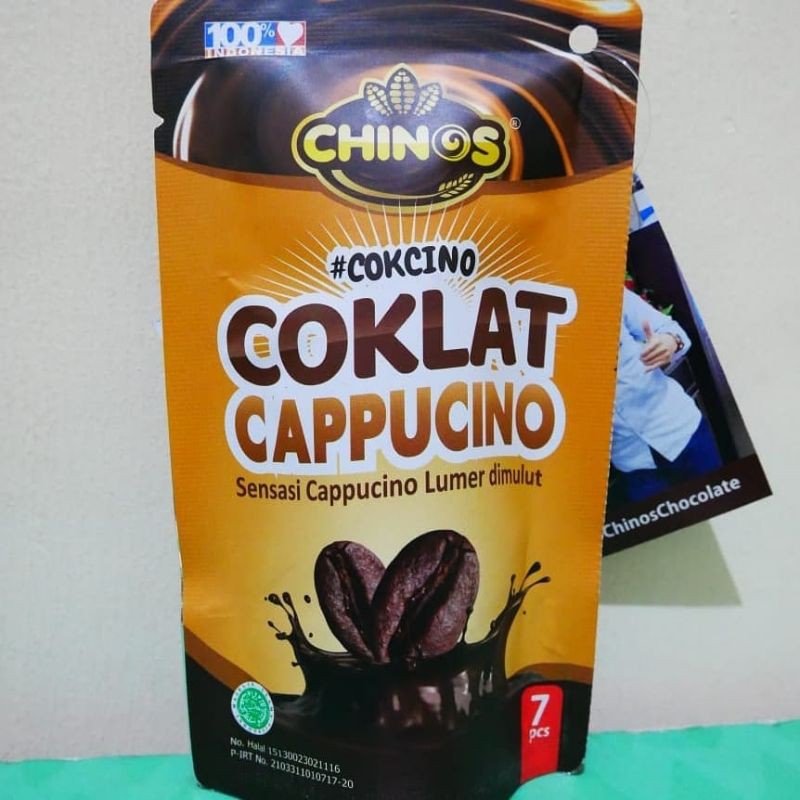 100%
INDONESIA
CHINOS®
#COKCINO
COKLAT
CAPPUCINO
Sensasi Cappucino Lumer dimulut
ChinosChocolate
7
pcs
No. Halal 15130023021116
P-IRT No. 2103311010717-20